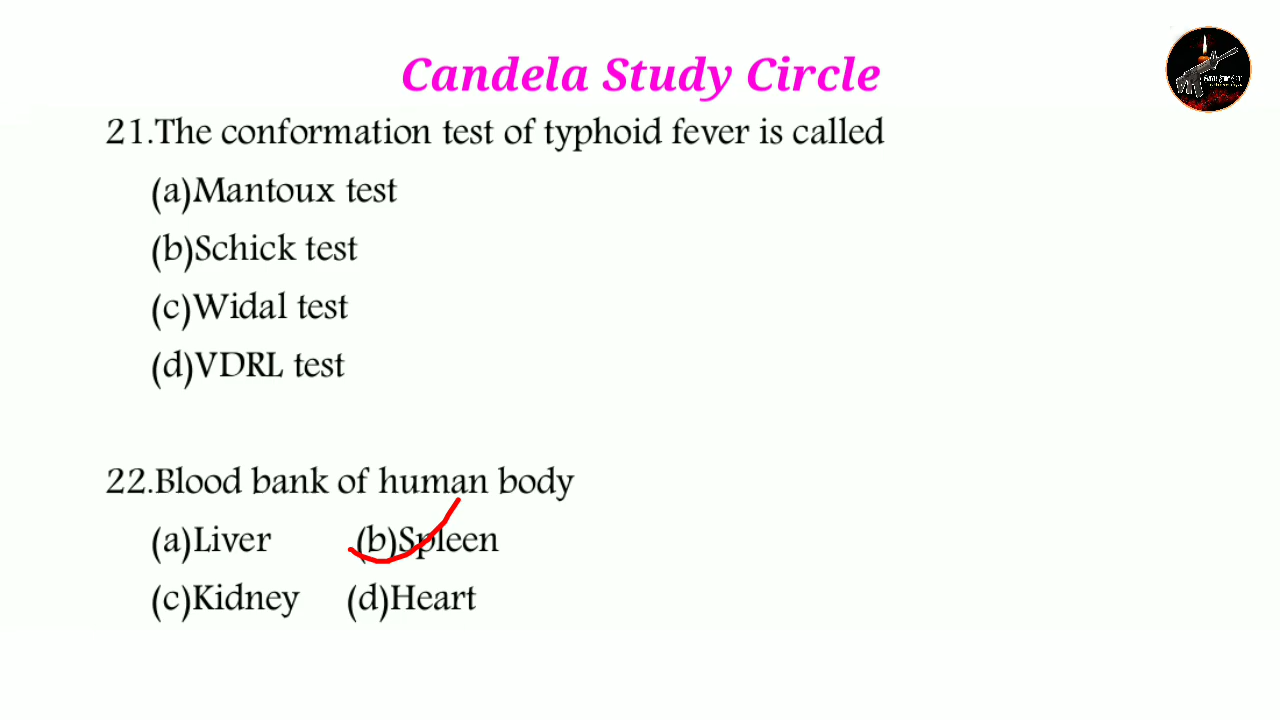 Candela Study Circle
21.The conformation test of typhoid fever is called
(a)Mantoux test
(b)Schick test
(c)Widal test
(d)VDRL test
22.Blood bank of human body
(a)Liver (b)Spleen
(c)Kidney (d)Heart